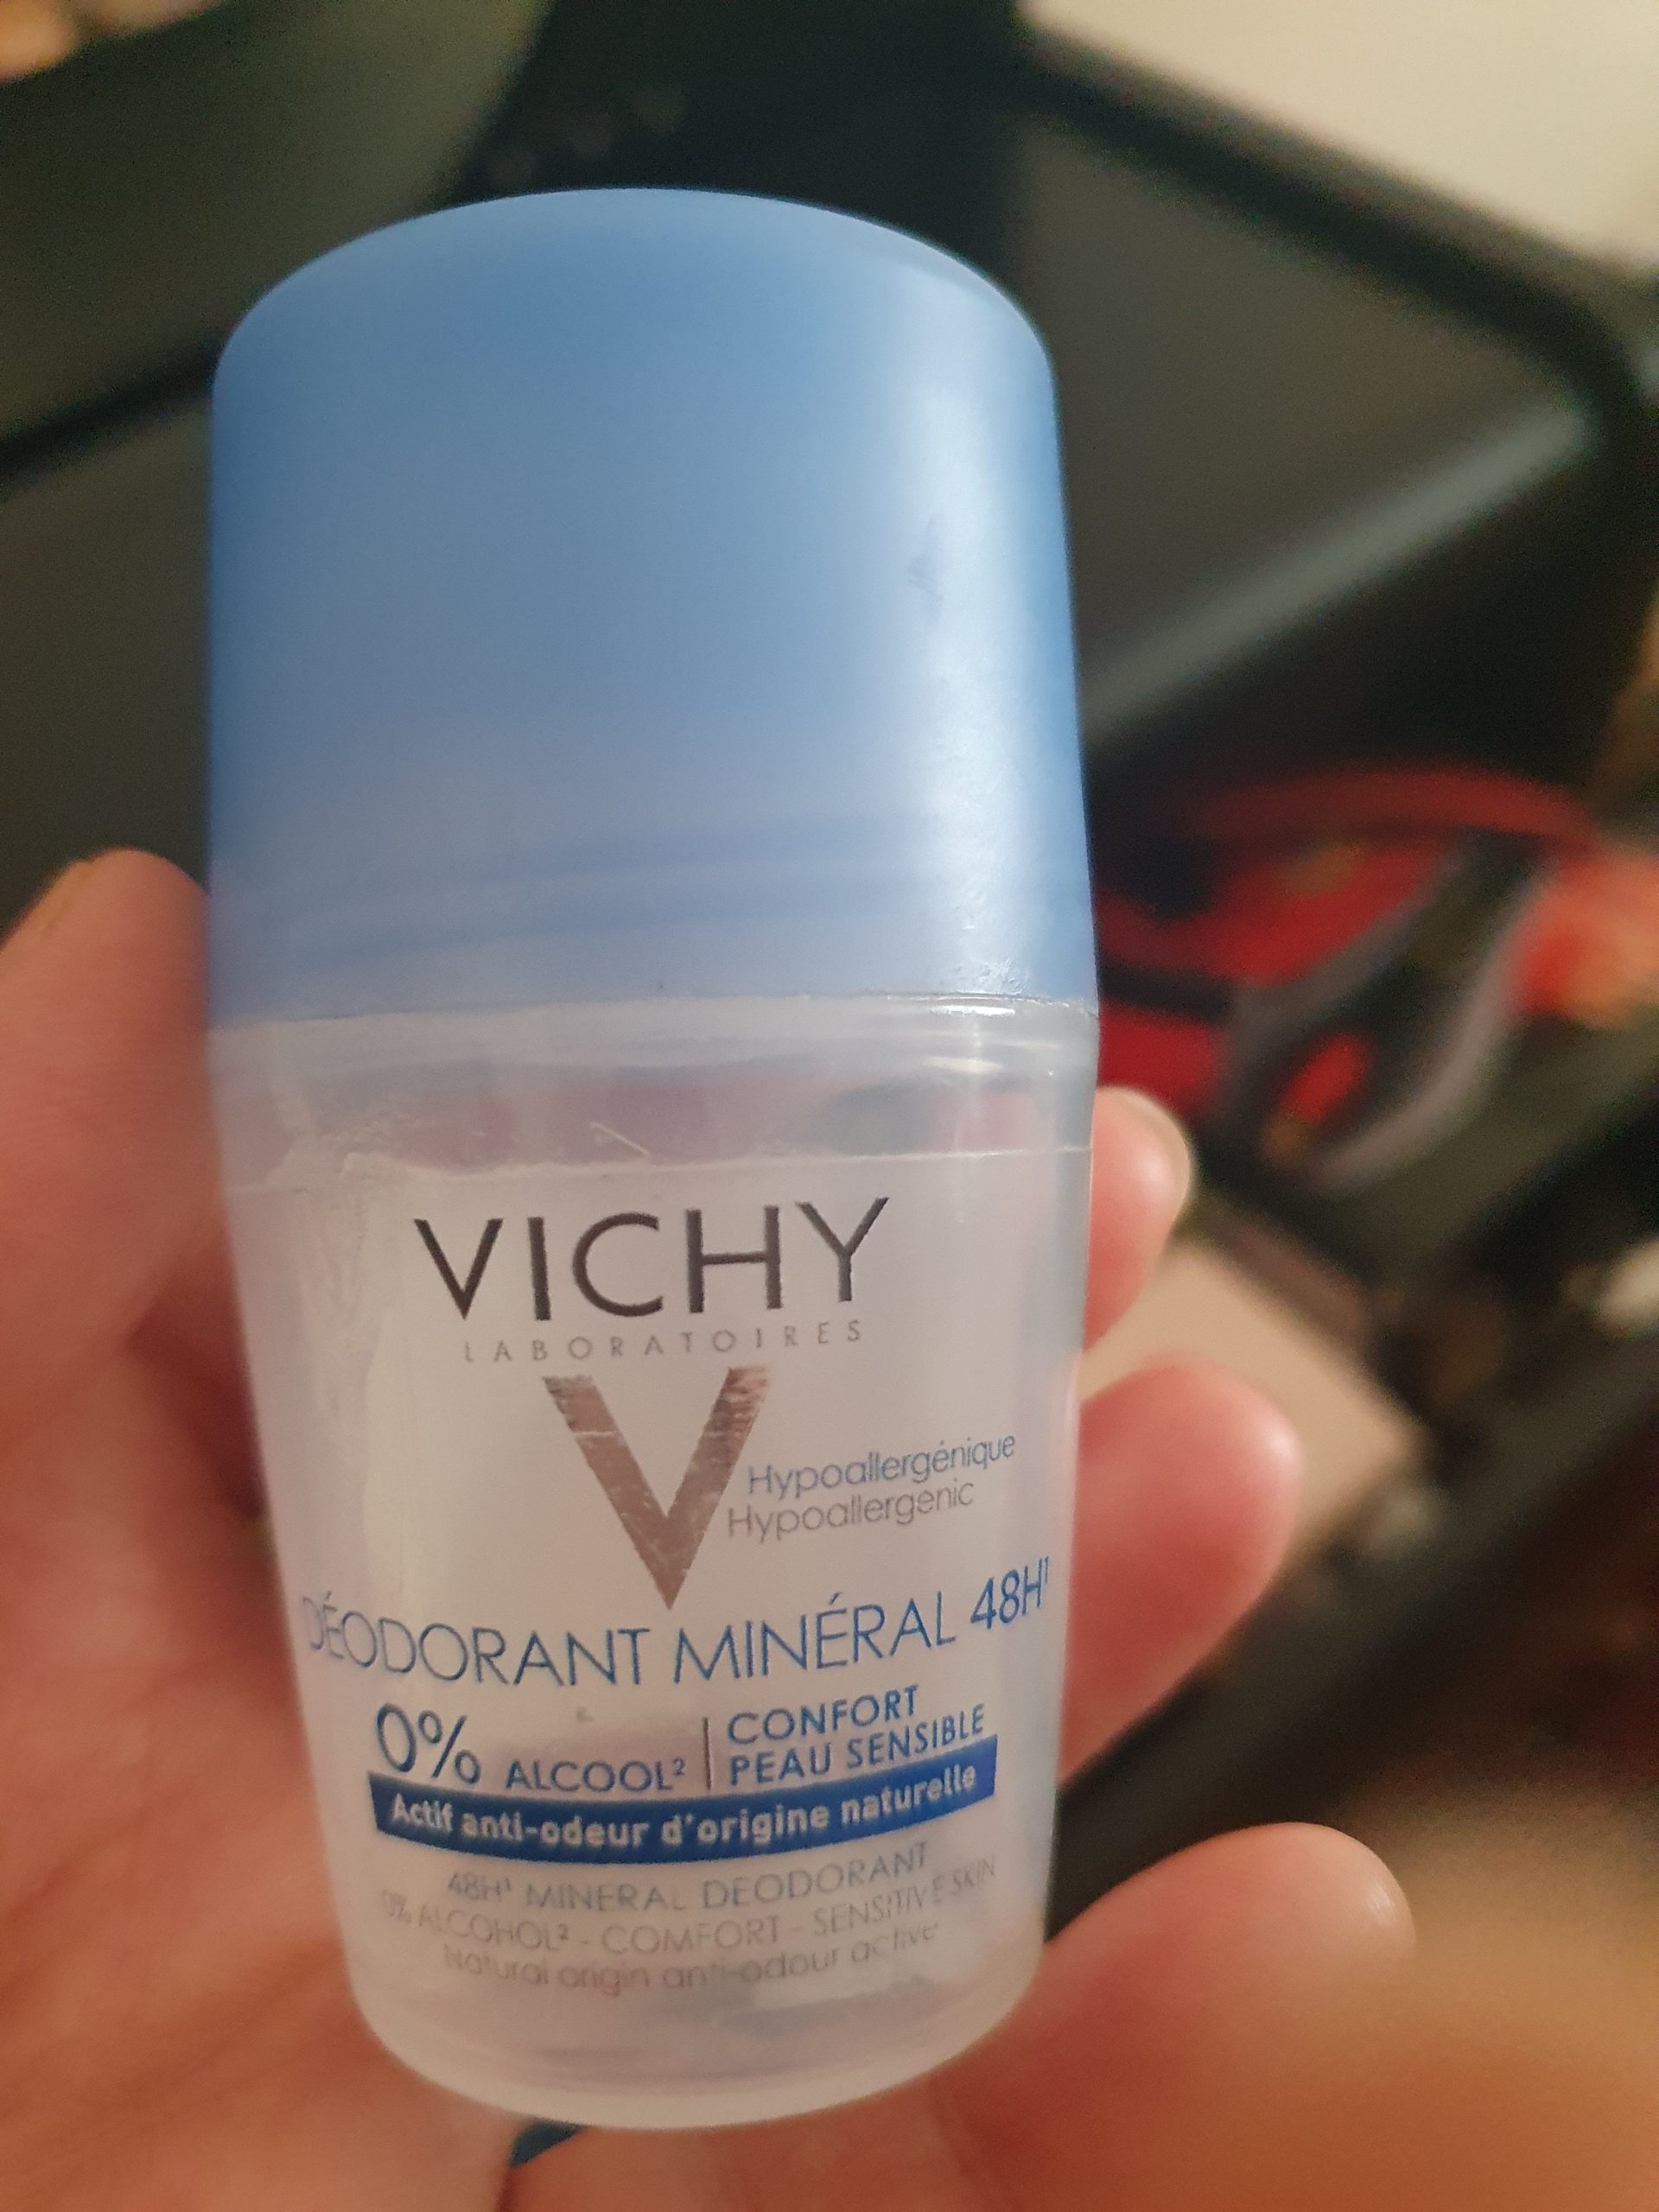 VICHY
LABORATOIRES
V
Hypoallergénique
Hypoallergenic
DÉODORANT MINÉRAL 48H¹
0% ALCOOL² | CONFORT
PEAU SENSIBLE
Actif anti-odeur d'origine naturelle
48H¹ MINERAL DEODORANT
0% ALCOHOL² - COMFORT - SENSITIVE SKIN
Natural origin anti-odour active